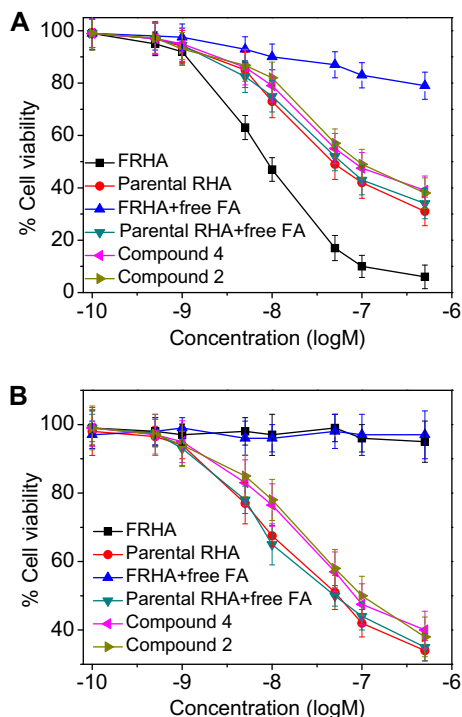 A
100
80
60
40
20
0
% Cell viability
FRHA
Parental RHA
FRHA+free FA
Parental RHA+free FA
Compound 4
Compound 2
-10 -9 -8 -7 -6
Concentration (logM)
B
100
80
60
40
% Cell viability
FRHA
Parental RHA
FRHA+free FA
Parental RHA+free FA
Compound 4
Compound 2
-10 -9 -8 -7 -6
Concentration (logM)